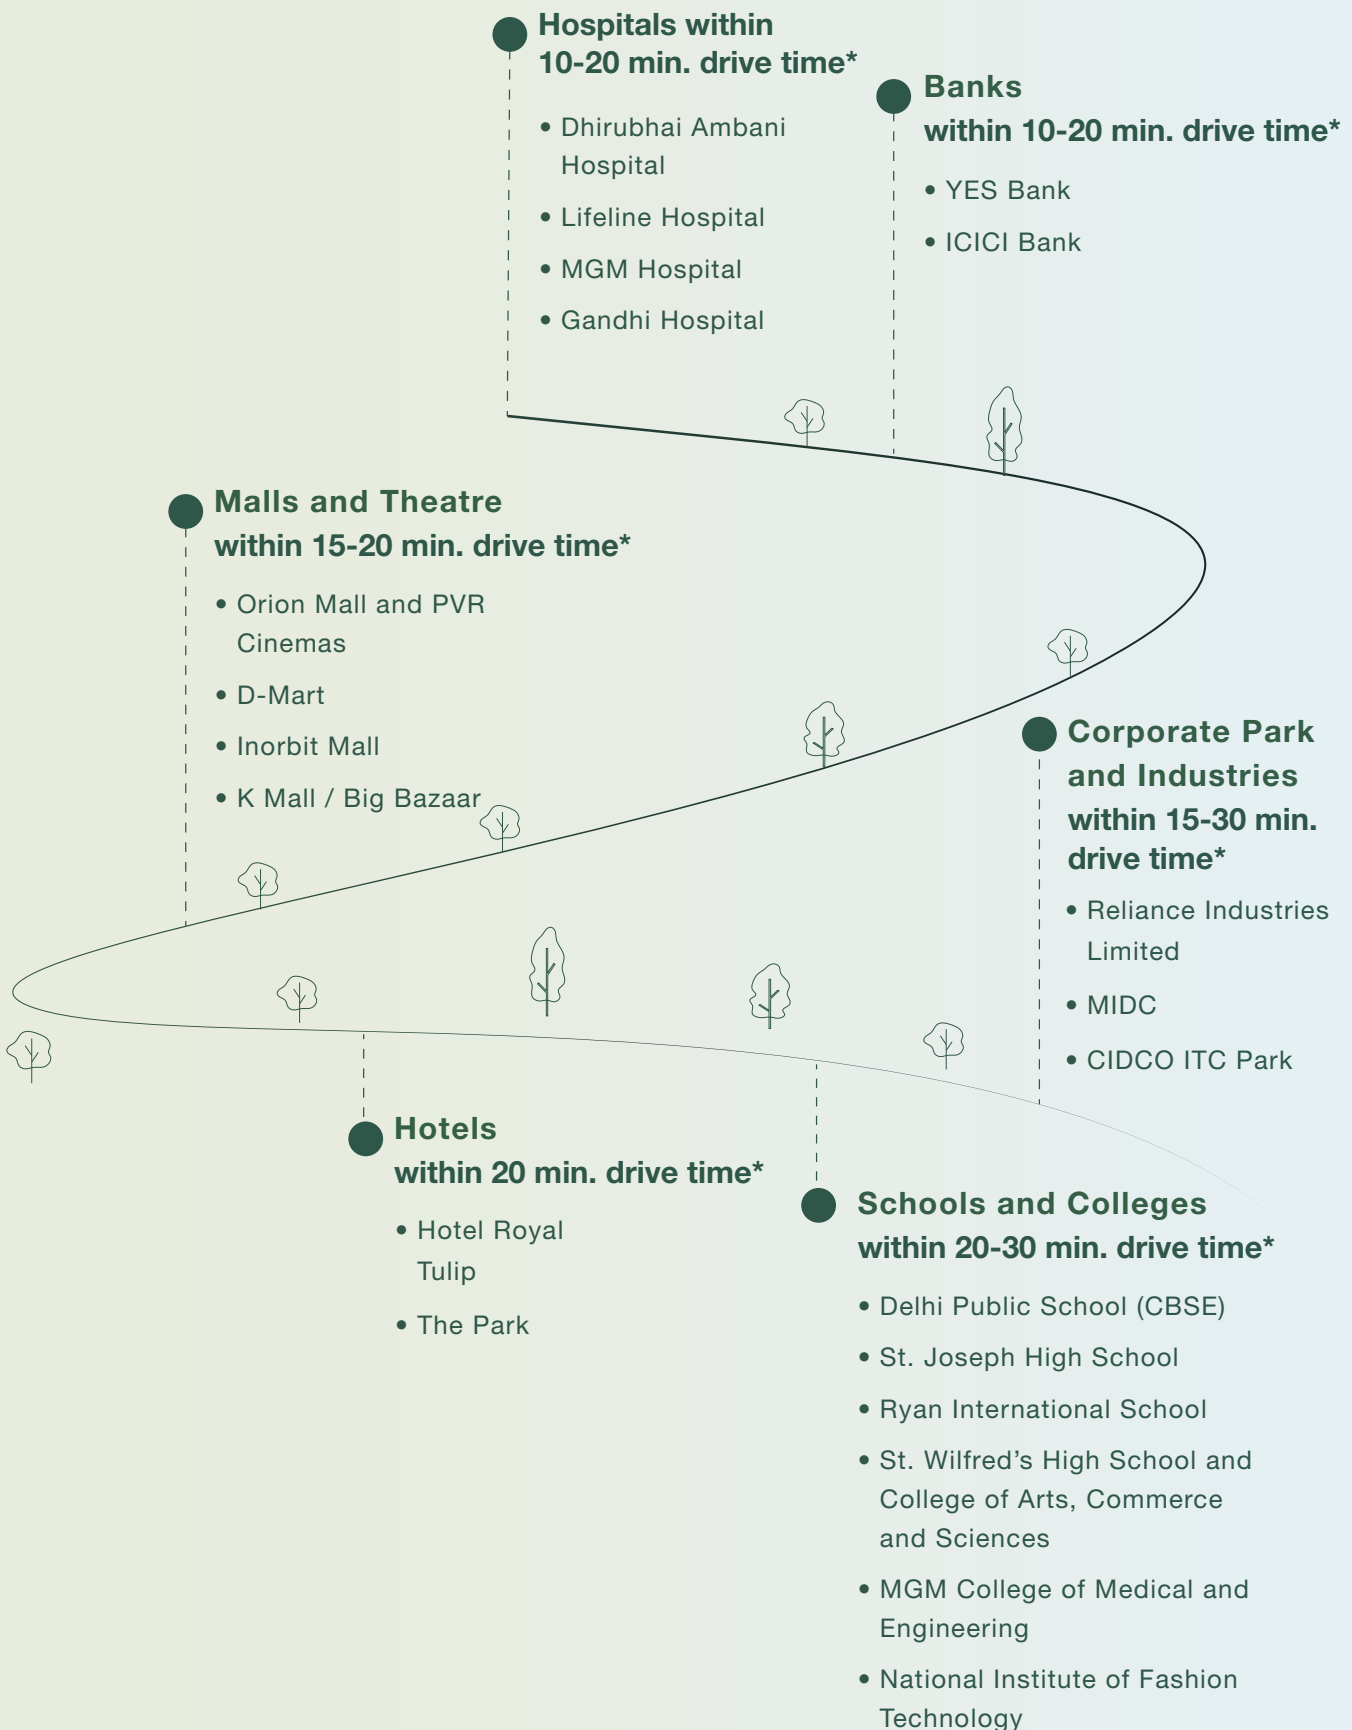 Hospitals within
10-20 min. drive time*
• Dhirubhai Ambani
Hospital
• Lifeline Hospital
• MGM Hospital
• Gandhi Hospital
Banks
within 10-20 min. drive time*
• YES Bank
• ICICI Bank
Malls and Theatre
within 15-20 min. drive time*
• Orion Mall and PVR
Cinemas
• D-Mart
• Inorbit Mall
• K Mall / Big Bazaar
Corporate Park
and Industries
within 15-30 min.
drive time*
• Reliance Industries
Limited
• MIDC
• CIDCO ITC Park
Hotels
within 20 min. drive time*
• Hotel Royal
Tulip
• The Park
Schools and Colleges
within 20-30 min. drive time*
• Delhi Public School (CBSE)
• St. Joseph High School
• Ryan International School
• St. Wilfred’s High School and
College of Arts, Commerce
and Sciences
• MGM College of Medical and
Engineering
• National Institute of Fashion
Technology